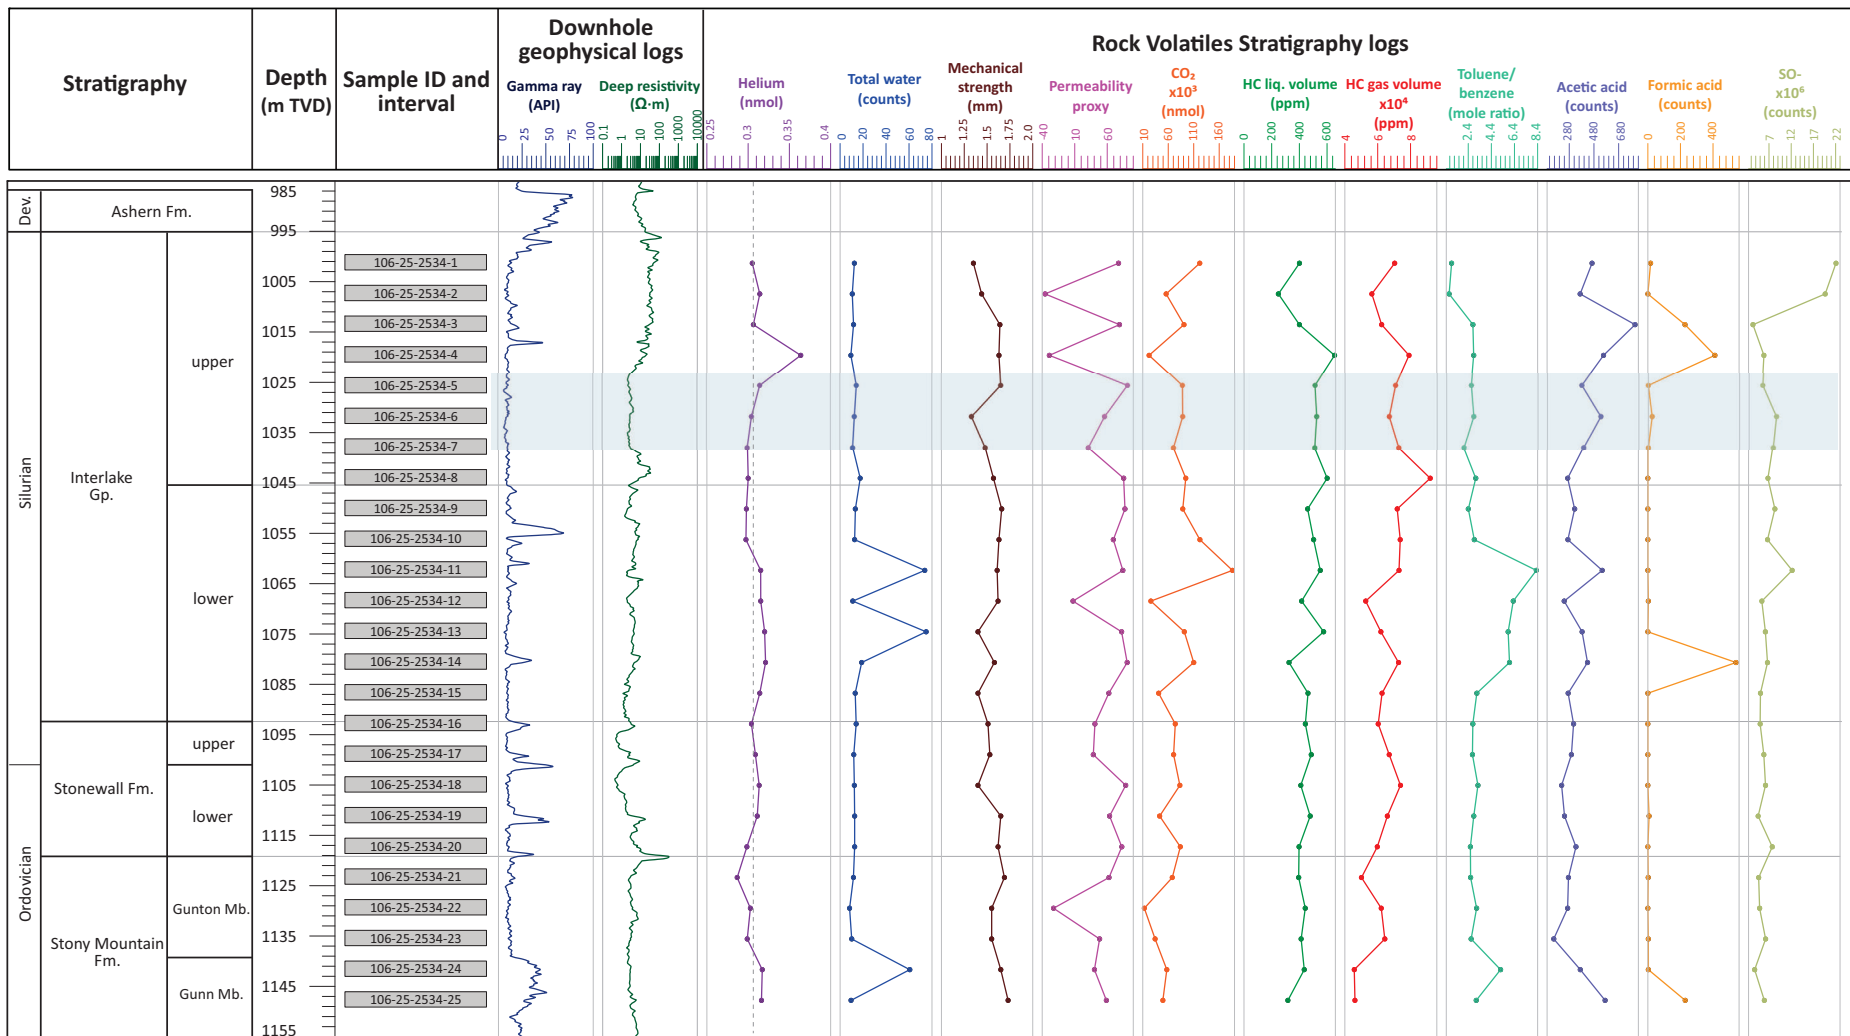 Stratigraphy
Depth
(m TVD)
Sample ID and
interval
Downhole
geophysical logs
Gamma ray
(API)
0 25 50 75 100
Deep resistivity
(Ω·m)
0.1 1 10 100 1000 10000
Rock Volatiles Stratigraphy logs
Helium
(nmol)
0.25 0.3 0.35 0.4
Total water
(counts)
0 20 40 60 80
Mechanical
strength
(mm)
1 1.25 1.5 1.75 2.0
Permeability
proxy
-40 10 60
CO₂
x10³
(nmol)
10 60 110 160
HC liq. volume
(ppm)
0 200 400 600
HC gas volume
x10⁴
(ppm)
4 6 8
Toluene/
benzene
(mole ratio)
2.4 4.4 6.4 8.4
Acetic acid
(counts)
280 480 680
Formic acid
(counts)
0 200 400
SO-
x10⁶
(counts)
7 12 17 22
Dev.
Ashern Fm.
Silurian
Interlake
Gp.
upper
lower
Ordovician
Stonewall Fm.
upper
lower
Stony Mountain
Fm.
Gunton Mb.
Gunn Mb.
985
995
1005
1015
1025
1035
1045
1055
1065
1075
1085
1095
1105
1115
1125
1135
1145
1155
106-25-2534-1
106-25-2534-2
106-25-2534-3
106-25-2534-4
106-25-2534-5
106-25-2534-6
106-25-2534-7
106-25-2534-8
106-25-2534-9
106-25-2534-10
106-25-2534-11
106-25-2534-12
106-25-2534-13
106-25-2534-14
106-25-2534-15
106-25-2534-16
106-25-2534-17
106-25-2534-18
106-25-2534-19
106-25-2534-20
106-25-2534-21
106-25-2534-22
106-25-2534-23
106-25-2534-24
106-25-2534-25